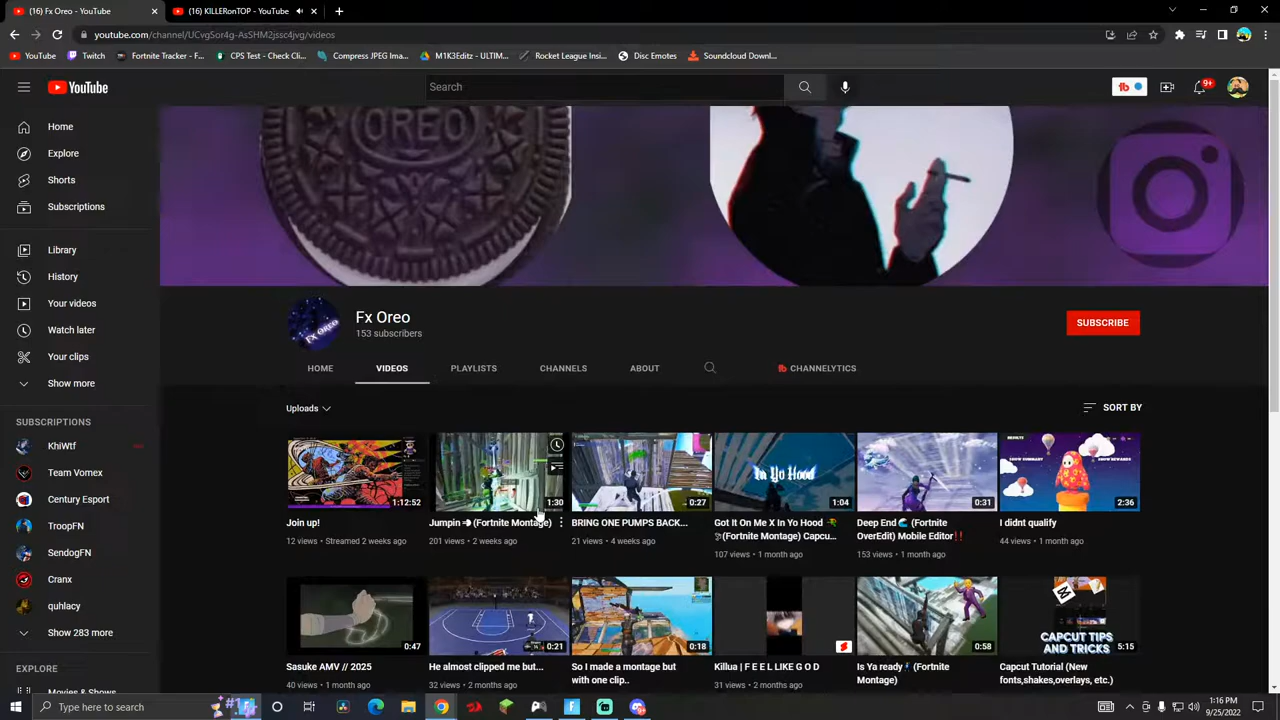 (16) Fx Oreo - YouTube
(16) KILLERonTOP - YouTube
youtube.com/channel/UCvgSor4g-AsSHM2jssc4jvg/videos
YouTube Twitch Fortnite Tracker - F... CPS Test - Check Cli... Compress JPEG Ima... M1K3Editz - ULTIM... Rocket League Insi... Disc Emotes Soundcloud Downl...
YouTube
Search
9+
Home
Explore
Shorts
Subscriptions
Library
History
Your videos
Watch later
Your clips
Show more
SUBSCRIPTIONS
KhiWtf
Team Vomex
Century Esport
TroopFN
SendogFN
Cranx
quhlacy
Show 283 more
EXPLORE
Movies & Shows
OREO
FX OREO
Fx Oreo
153 subscribers
SUBSCRIBE
HOME VIDEOS PLAYLISTS CHANNELS ABOUT CHANNELYTICS
Uploads
SORT BY
1:12:52
Join up!
12 views • Streamed 2 weeks ago
1:30
Jumpin (Fortnite Montage)
201 views • 2 weeks ago
0:27
BRING ONE PUMPS BACK...
21 views • 4 weeks ago
In Yo Hood
1:04
Got It On Me X In Yo Hood
(Fortnite Montage) Capcu...
107 views • 1 month ago
0:31
Deep End (Fortnite
OverEdit) Mobile Editor‼
153 views • 1 month ago
2:36
I didnt qualify
44 views • 1 month ago
0:47
Sasuke AMV // 2025
40 views • 1 month ago
0:21
He almost clipped me but...
32 views • 2 months ago
0:18
So I made a montage but
with one clip..
Killua | F E E L LIKE G O D
31 views • 2 months ago
0:58
Is Ya ready (Fortnite
Montage)
CAPCUT TIPS
AND TRICKS
5:15
Capcut Tutorial (New
fonts,shakes,overlays, etc.)
Type here to search
1:16 PM
9/25/2022